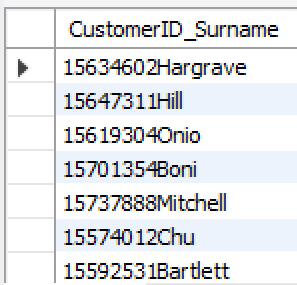 CustomerID_Surname
15634602Hargrave
15647311Hill
15619304Onio
15701354Boni
15737888Mitchell
15574012Chu
15592531Bartlett